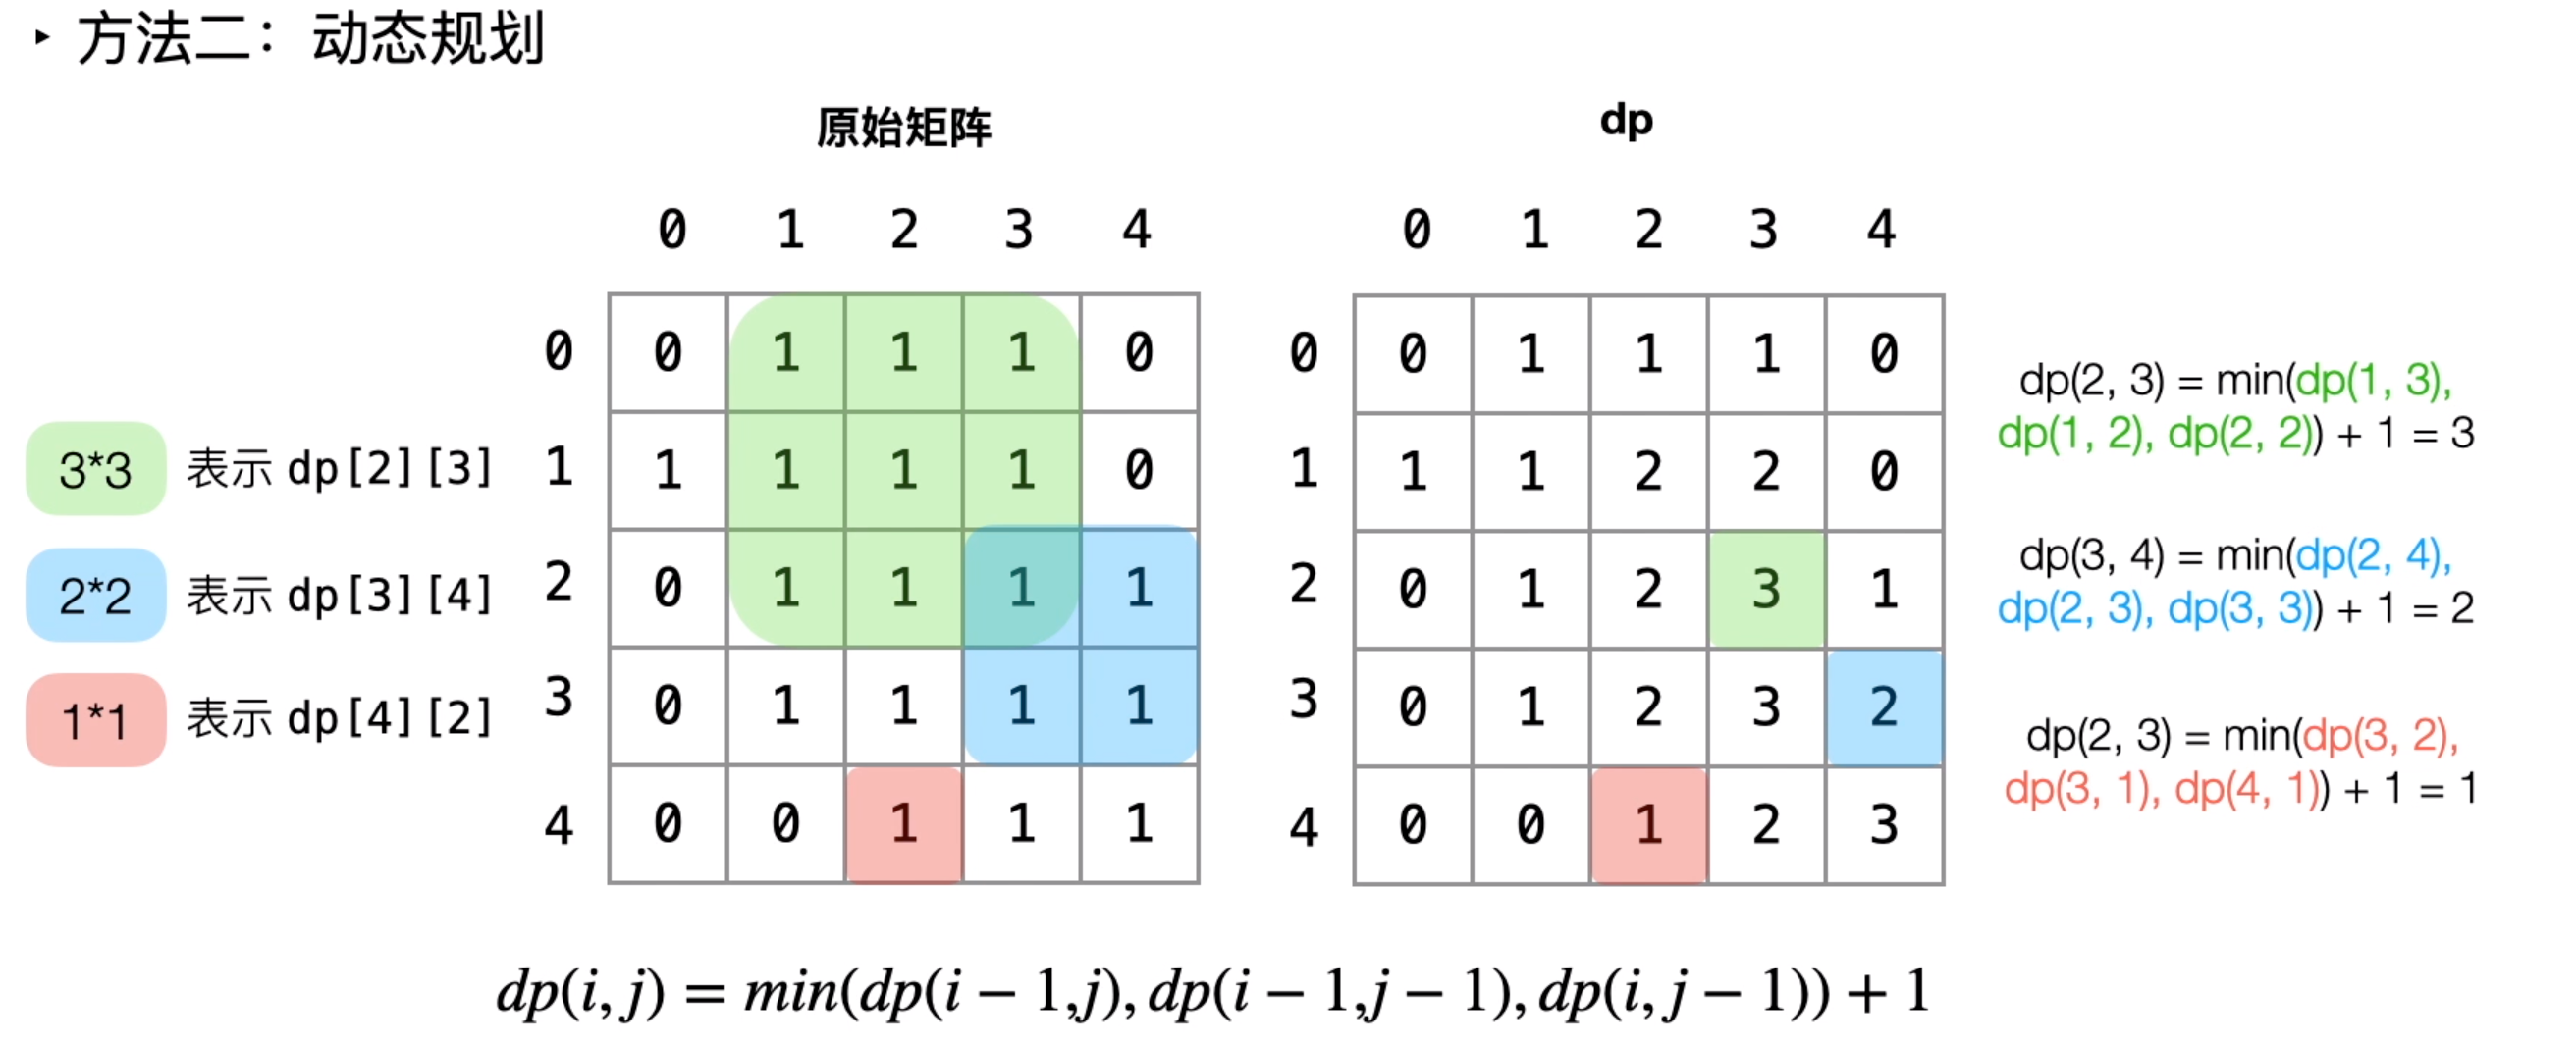 ‣ 方法二：动态规划
原始矩阵
0 1 2 3 4
0 0 1 1 1 0
1 1 1 1 1 0
2 0 1 1 1 1
3 0 1 1 1 1
4 0 0 1 1 1
3*3 表示 dp[2][3]
2*2 表示 dp[3][4]
1*1 表示 dp[4][2]
dp
0 1 2 3 4
0 0 1 1 1 0
1 1 1 2 2 0
2 0 1 2 3 1
3 0 1 2 3 2
4 0 0 1 2 3
dp(2, 3) = min(dp(1, 3),
dp(1, 2), dp(2, 2)) + 1 = 3
dp(3, 4) = min(dp(2, 4),
dp(2, 3), dp(3, 3)) + 1 = 2
dp(2, 3) = min(dp(3, 2),
dp(3, 1), dp(4, 1)) + 1 = 1
dp(i, j) = min(dp(i − 1,j), dp(i − 1,j − 1), dp(i, j − 1)) + 1